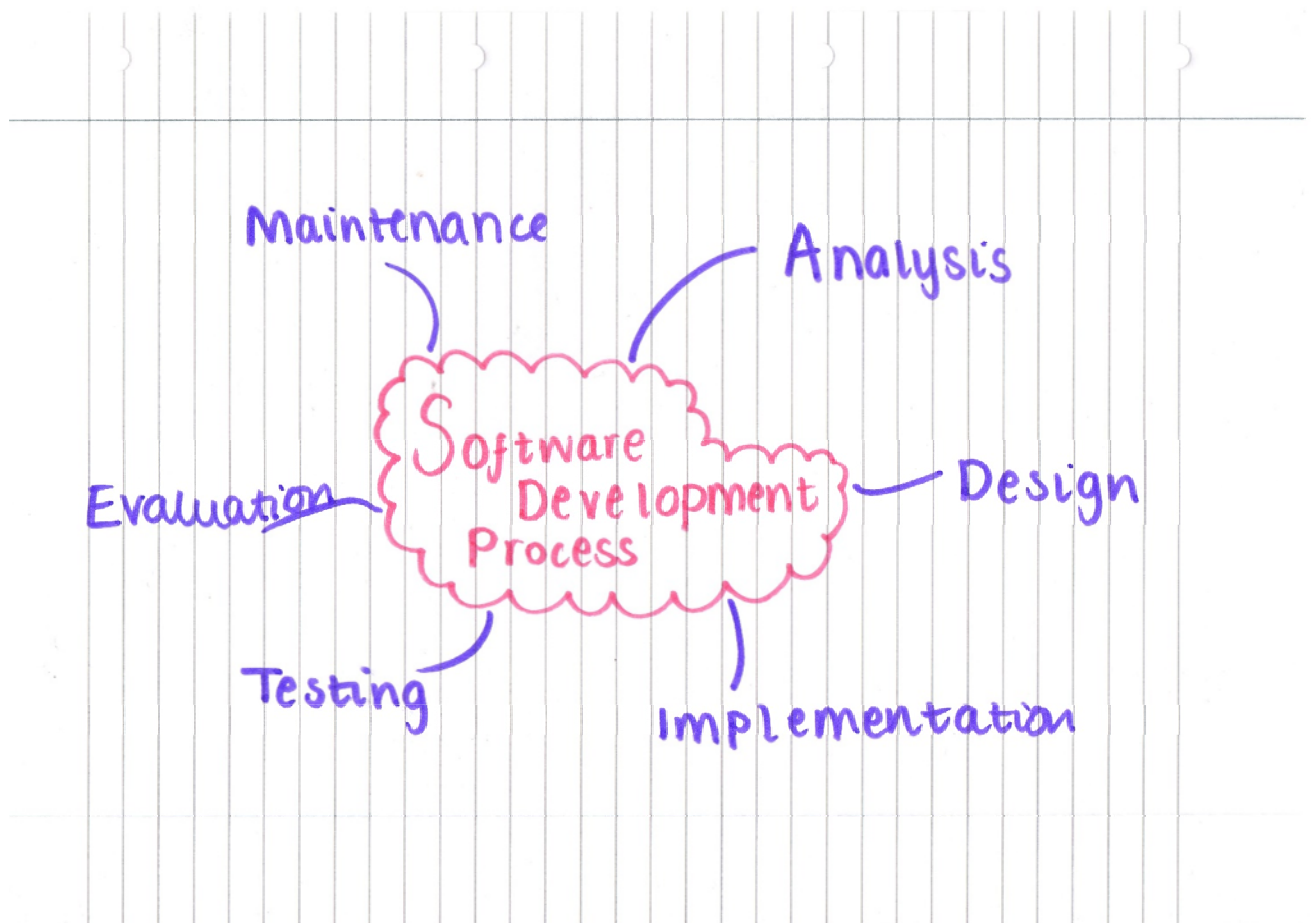 Maintenance
Analysis
Software
Development
Process
Design
Evaluation
Testing
Implementation